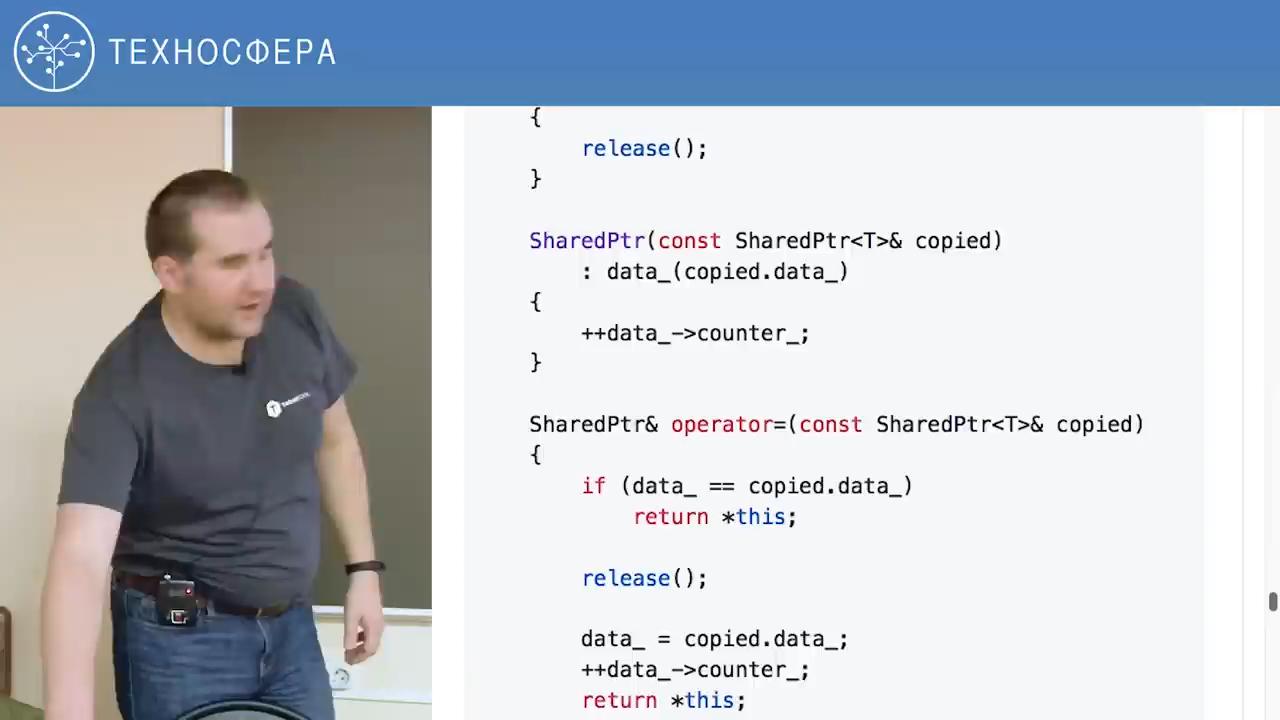 ТЕХНОСФЕРА
{
release();
}
SharedPtr(const SharedPtr<T>& copied)
: data_(copied.data_)
{
++data_->counter_;
}
SharedPtr& operator=(const SharedPtr<T>& copied)
{
if (data_ == copied.data_)
return *this;
release();
data_ = copied.data_;
++data_->counter_;
return *this;